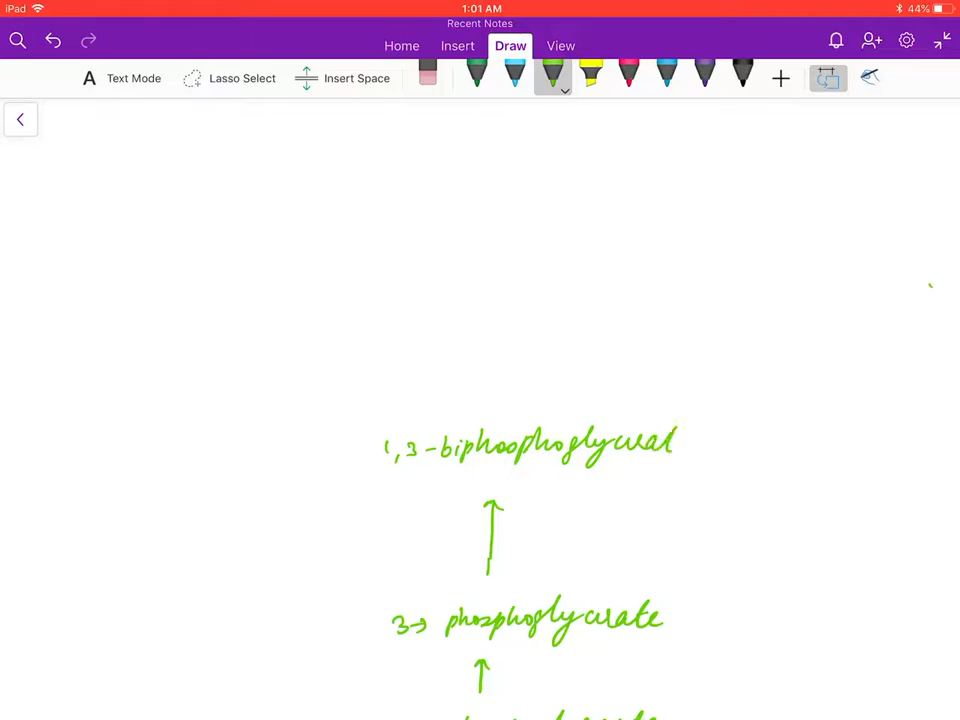 iPad 1:01 AM 44%
Recent Notes
Home Insert Draw View
A Text Mode Lasso Select Insert Space
1,3-biphosphoglycerat
3→ phosphoglycerate